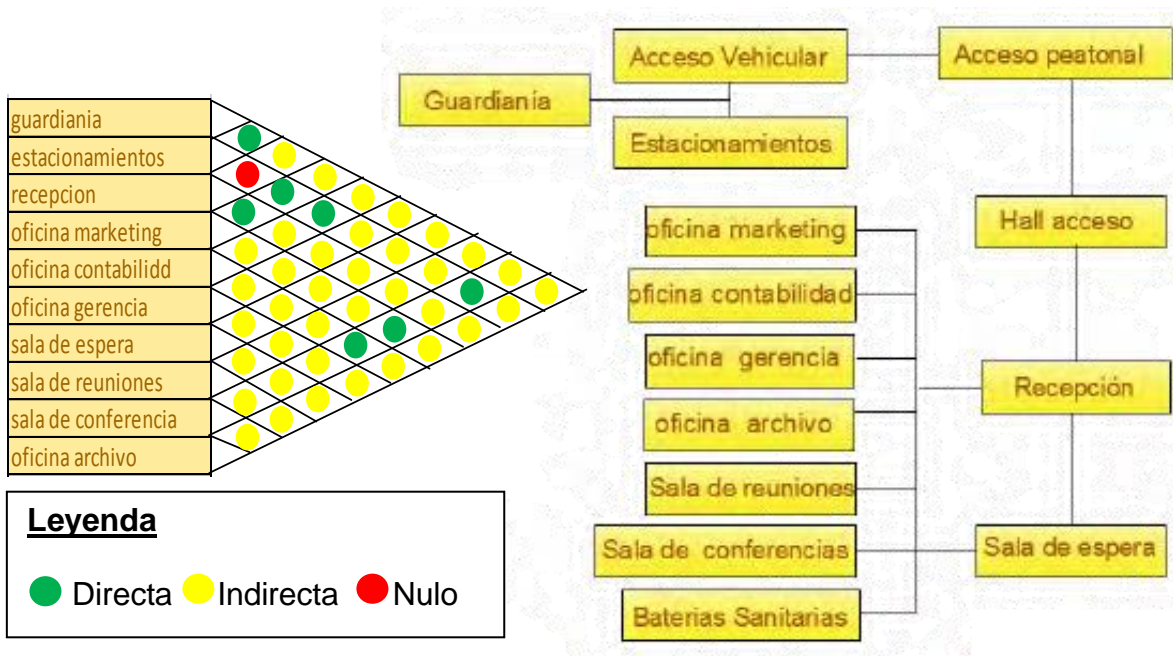 guardiania
estacionamientos
recepcion
oficina marketing
oficina contabilidd
oficina gerencia
sala de espera
sala de reuniones
sala de conferencia
oficina archivo
Leyenda
Directa
Indirecta
Nulo
Acceso Vehicular
Acceso peatonal
Guardianía
Estacionamientos
oficina marketing
Hall acceso
oficina contabilidad
oficina gerencia
Recepción
oficina archivo
Sala de reuniones
Sala de conferencias
Sala de espera
Baterias Sanitarias